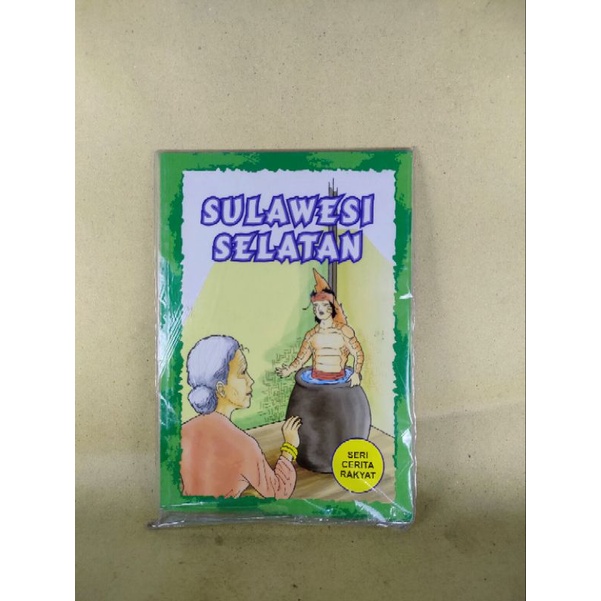 SULAWESI
SELATAN
SERI
CERITA
RAKYAT